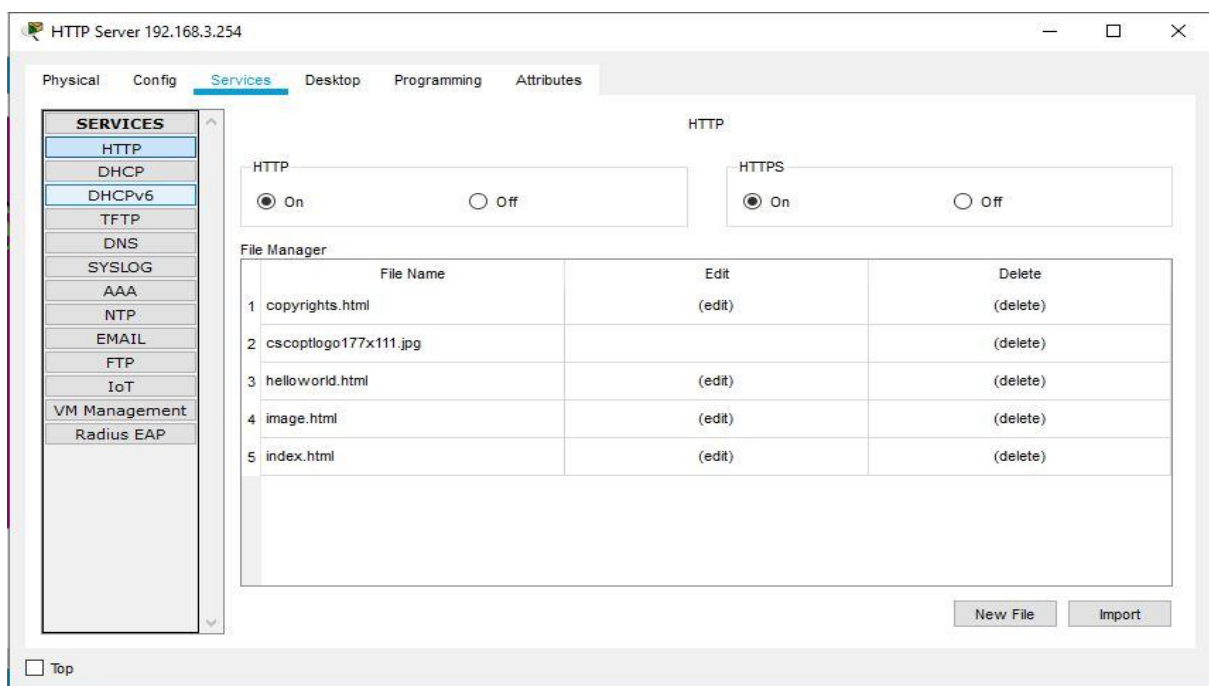 HTTP Server 192.168.3.254
Physical Config Services Desktop Programming Attributes
SERVICES
HTTP
DHCP
DHCPv6
TFTP
DNS
SYSLOG
AAA
NTP
EMAIL
FTP
IoT
VM Management
Radius EAP
HTTP
HTTP
On Off
HTTPS
On Off
File Manager
File Name Edit Delete
1 copyrights.html (edit) (delete)
2 cscoptlogo177x111.jpg (delete)
3 helloworld.html (edit) (delete)
4 image.html (edit) (delete)
5 index.html (edit) (delete)
New File Import
Top